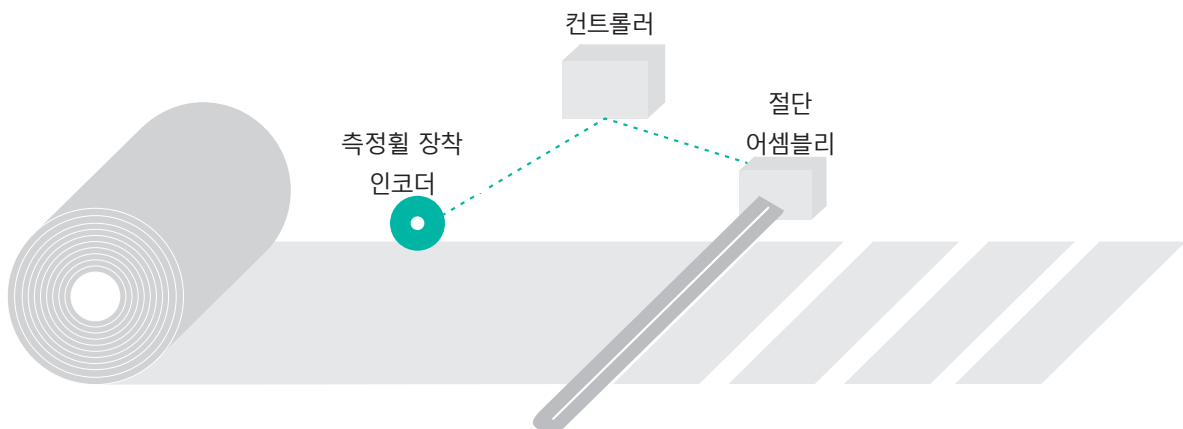 컨트롤러
절단
어셈블리
측정휠 장착
인코더